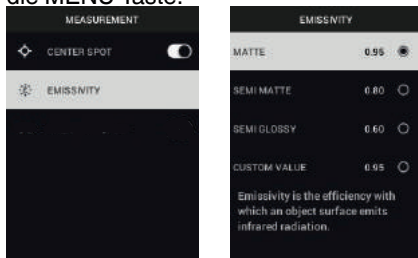 die MENÜ-Taste.
MEASUREMENT
CENTER SPOT
EMISSIVITY
EMISSIVITY
MATTE 0.95
SEMI MATTE 0.80
SEMI GLOSSY 0.60
CUSTOM VALUE 0.95
Emissivity is the efficiency with
which an object surface emits
infrared radiation.